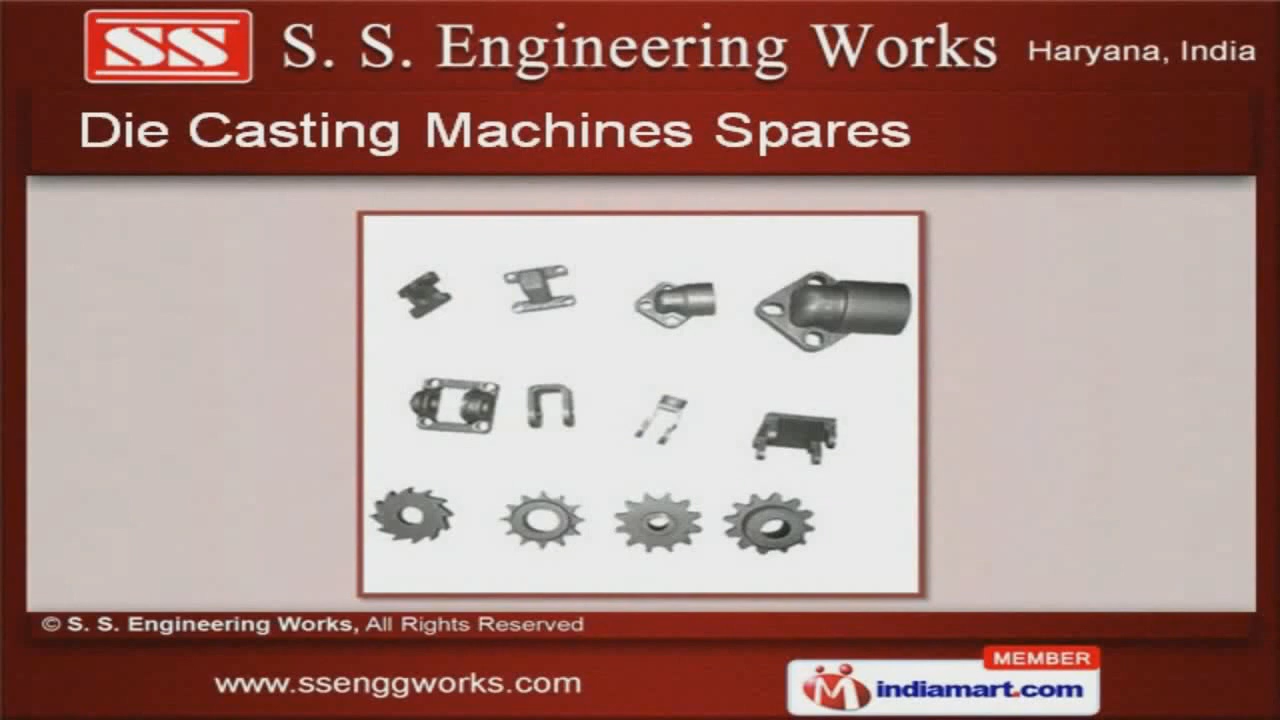 SS S. S. Engineering Works Haryana, India
Die Casting Machines Spares
© S. S. Engineering Works, All Rights Reserved
MEMBER
www.ssenggworks.com
indiamart.com